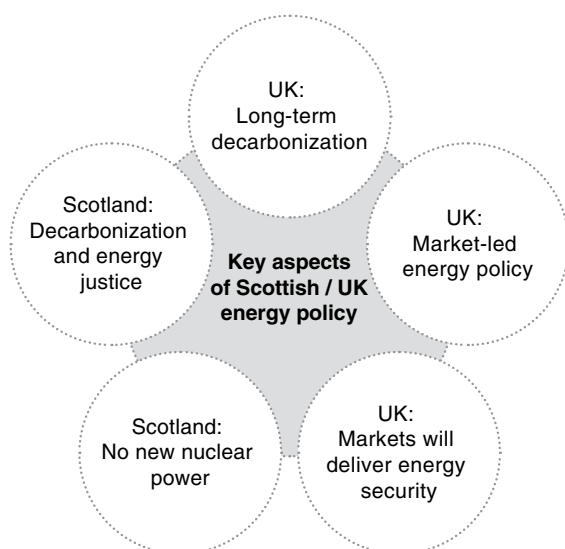 UK:
Long-term
decarbonization
Scotland:
Decarbonization
and energy
justice
UK:
Market-led
energy policy
Key aspects
of Scottish / UK
energy policy
Scotland:
No new nuclear
power
UK:
Markets will
deliver energy
security